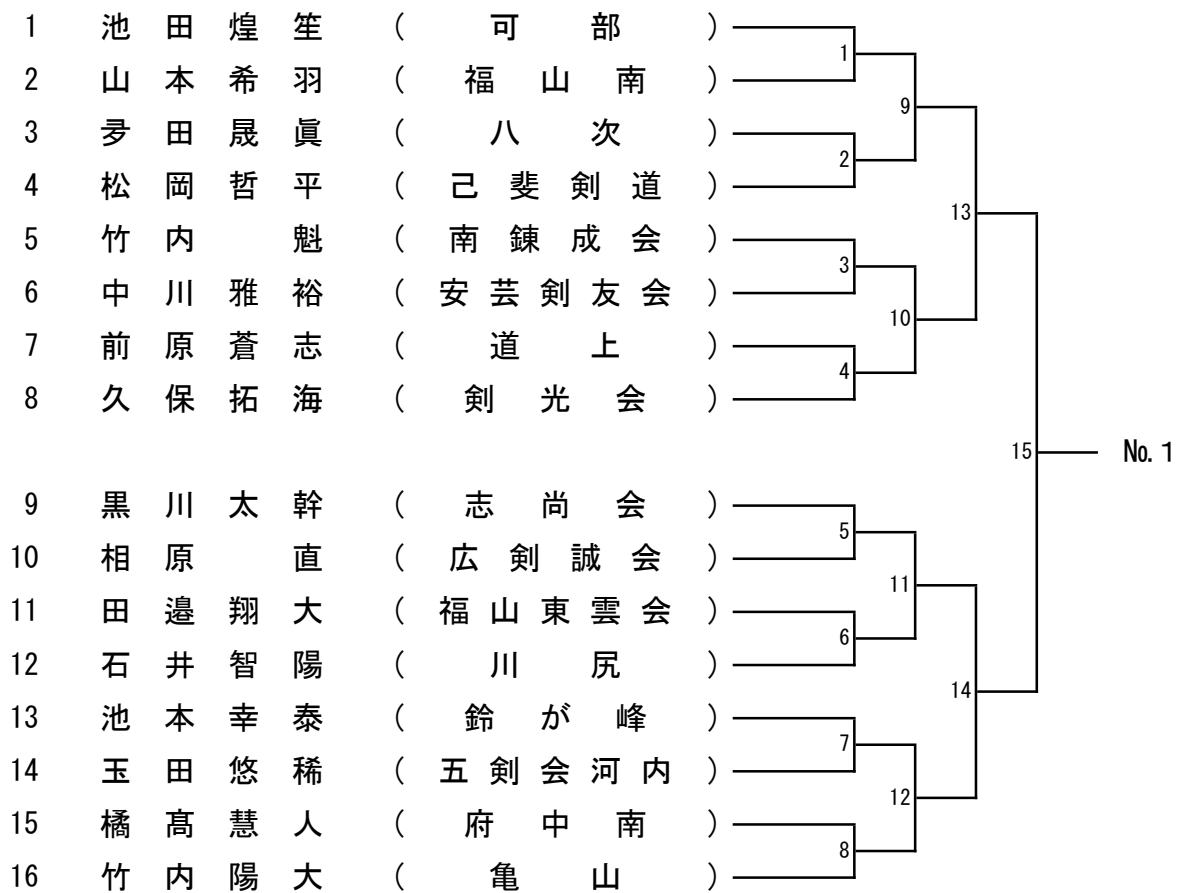 1 池田煌笙 (可部)
1
2 山本希羽 (福山南)
9
3 夛田晟眞 (八次)
2
4 松岡哲平 (己斐剣道)
13
5 竹内魁 (南錬成会)
3
6 中川雅裕 (安芸剣友会)
10
7 前原蒼志 (道上)
4
8 久保拓海 (剣光会)
15 №1
9 黒川太幹 (志尚会)
5
10 相原直 (広剣誠会)
11
11 田邉翔大 (福山東雲会)
6
12 石井智陽 (川尻)
14
13 池本幸泰 (鈴が峰)
7
14 玉田悠稀 (五剣会河内)
12
15 橘髙慧人 (府中南)
8
16 竹内陽大 (亀山)